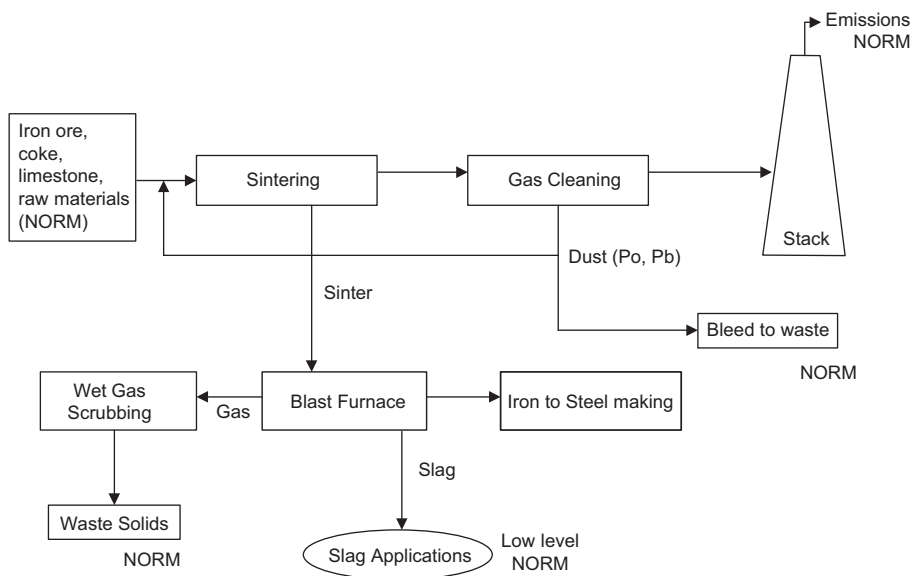 Emissions
NORM
Iron ore,
coke,
limestone,
raw materials
(NORM)
Sintering
Gas Cleaning
Stack
Dust (Po, Pb)
Sinter
Bleed to waste
NORM
Wet Gas
Scrubbing
Gas
Blast Furnace
Iron to Steel making
Slag
Waste Solids
NORM
Slag Applications
Low level
NORM